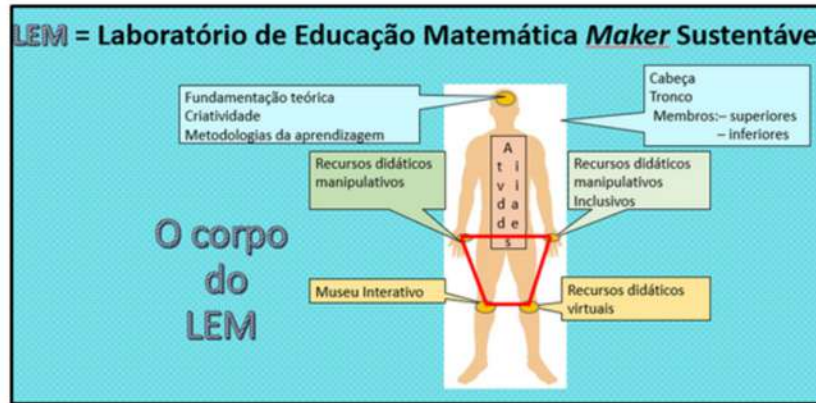 LEM = Laboratório de Educação Matemática Maker Sustentáve
Fundamentação teórica
Criatividade
Metodologias da aprendizagem
Cabeça
Tronco
Membros:– superiores
– inferiores
Recursos didáticos
manipulativos
Atividades
Recursos didáticos
manipulativos
Inclusivos
O corpo
do
LEM
Museu Interativo
Recursos didáticos
virtuais